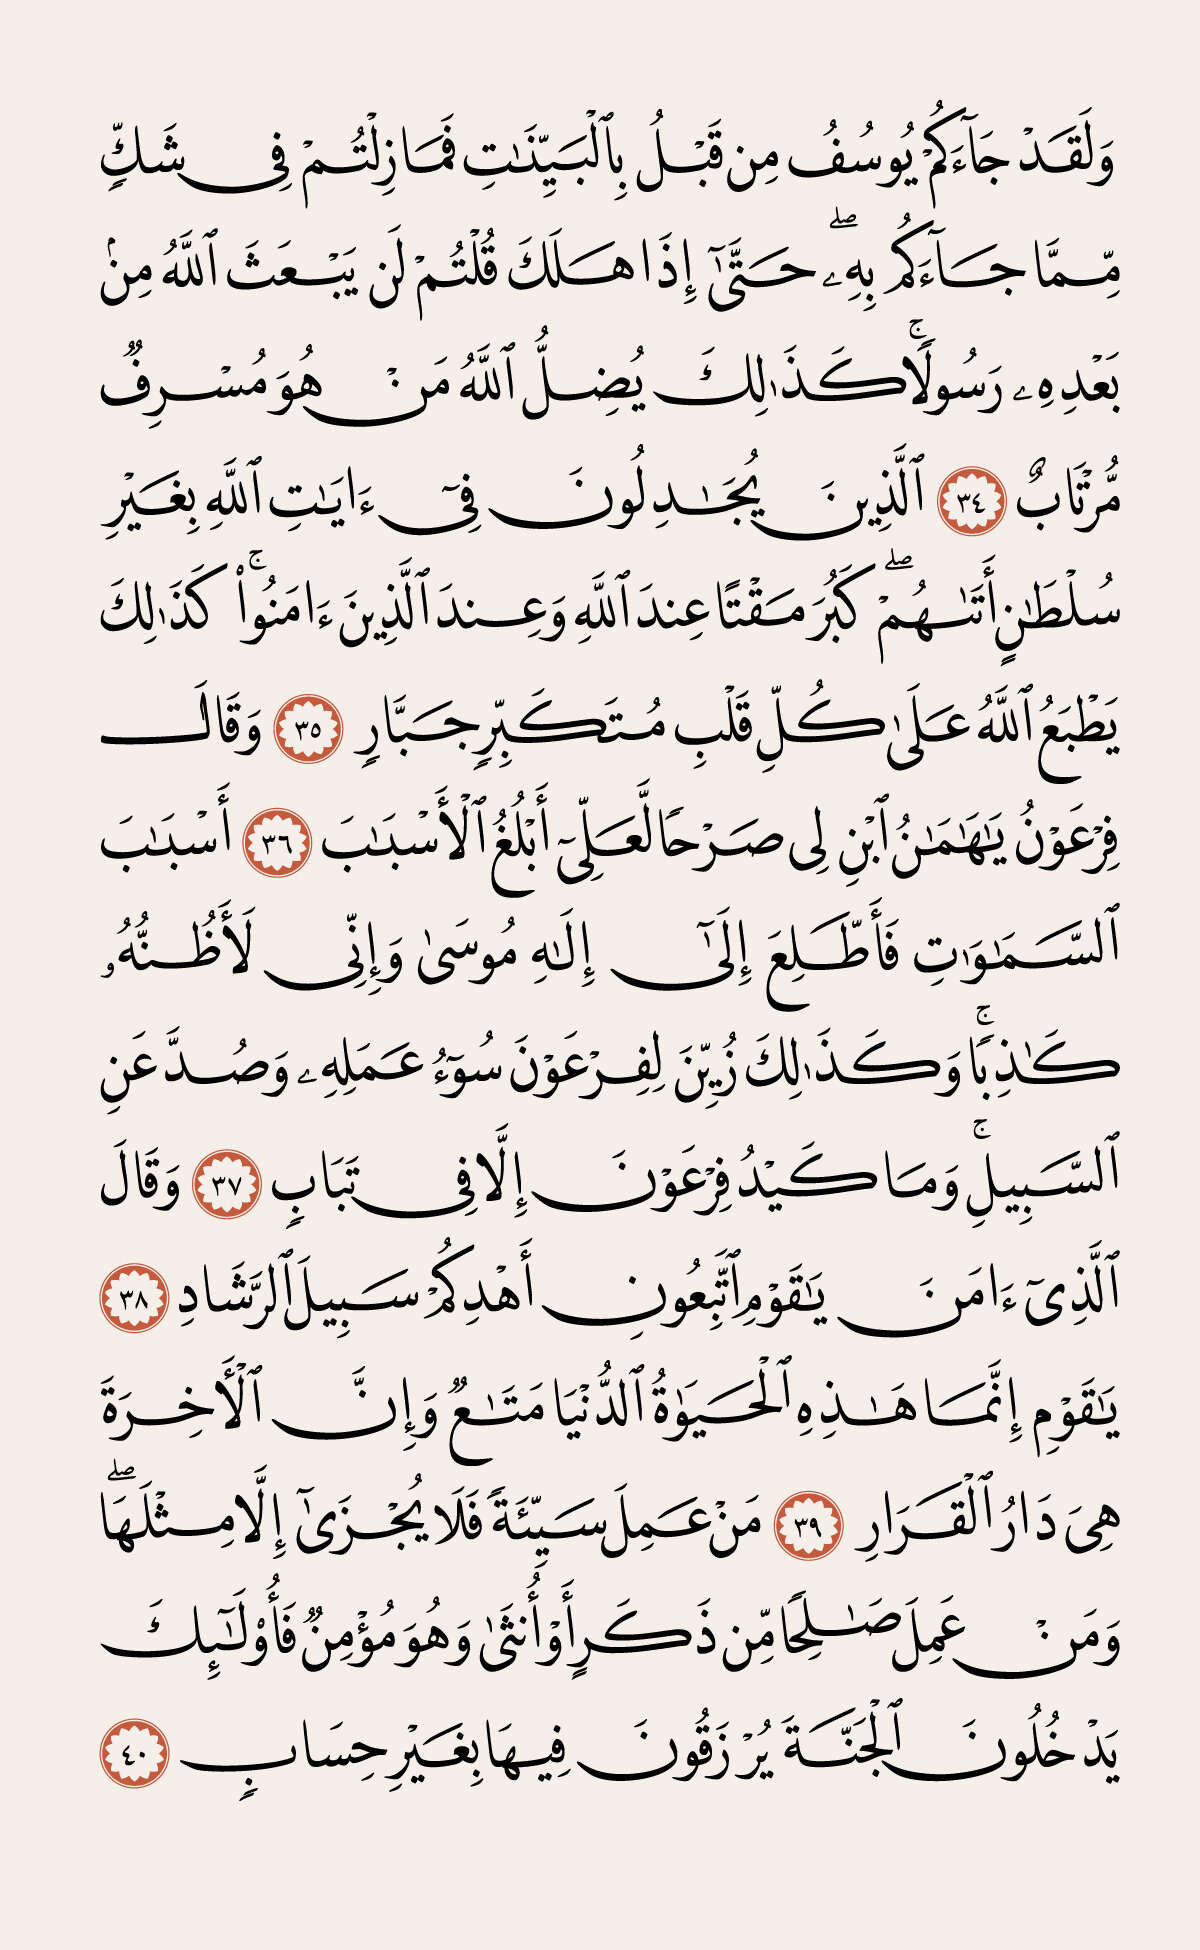 وَلَقَدْ جَآءَكُمْ يُوسُفُ مِن قَبْلُ بِٱلْبَيِّنَٰتِ فَمَا زِلْتُمْ فِى شَكٍّ
مِّمَّا جَآءَكُم بِهِۦۖ حَتَّىٰٓ إِذَا هَلَكَ قُلْتُمْ لَن يَبْعَثَ ٱللَّهُ مِنۢ
بَعْدِهِۦ رَسُولًاۚ كَذَٰلِكَ يُضِلُّ ٱللَّهُ مَنْ هُوَ مُسْرِفٌ
مُّرْتَابٌ ٣٤ ٱلَّذِينَ يُجَٰدِلُونَ فِىٓ ءَايَٰتِ ٱللَّهِ بِغَيْرِ
سُلْطَٰنٍ أَتَىٰهُمْۖ كَبُرَ مَقْتًا عِندَ ٱللَّهِ وَعِندَ ٱلَّذِينَ ءَامَنُوا۟ۚ كَذَٰلِكَ
يَطْبَعُ ٱللَّهُ عَلَىٰ كُلِّ قَلْبِ مُتَكَبِّرٍ جَبَّارٍ ٣٥ وَقَالَ
فِرْعَوْنُ يَٰهَٰمَٰنُ ٱبْنِ لِى صَرْحًا لَّعَلِّىٓ أَبْلُغُ ٱلْأَسْبَٰبَ ٣٦ أَسْبَٰبَ
ٱلسَّمَٰوَٰتِ فَأَطَّلِعَ إِلَىٰٓ إِلَٰهِ مُوسَىٰ وَإِنِّى لَأَظُنُّهُۥ
كَٰذِبًاۚ وَكَذَٰلِكَ زُيِّنَ لِفِرْعَوْنَ سُوٓءُ عَمَلِهِۦ وَصُدَّ عَنِ
ٱلسَّبِيلِۚ وَمَا كَيْدُ فِرْعَوْنَ إِلَّا فِى تَبَابٍ ٣٧ وَقَالَ
ٱلَّذِىٓ ءَامَنَ يَٰقَوْمِ ٱتَّبِعُونِ أَهْدِكُمْ سَبِيلَ ٱلرَّشَادِ ٣٨
يَٰقَوْمِ إِنَّمَا هَٰذِهِ ٱلْحَيَوٰةُ ٱلدُّنْيَا مَتَٰعٌ وَإِنَّ ٱلْأَخِرَةَ
هِىَ دَارُ ٱلْقَرَارِ ٣٩ مَنْ عَمِلَ سَيِّئَةً فَلَا يُجْزَىٰٓ إِلَّا مِثْلَهَاۖ
وَمَنْ عَمِلَ صَٰلِحًا مِّن ذَكَرٍ أَوْ أُنثَىٰ وَهُوَ مُؤْمِنٌ فَأُو۟لَٰٓئِكَ
يَدْخُلُونَ ٱلْجَنَّةَ يُرْزَقُونَ فِيهَا بِغَيْرِ حِسَابٍ ٤٠